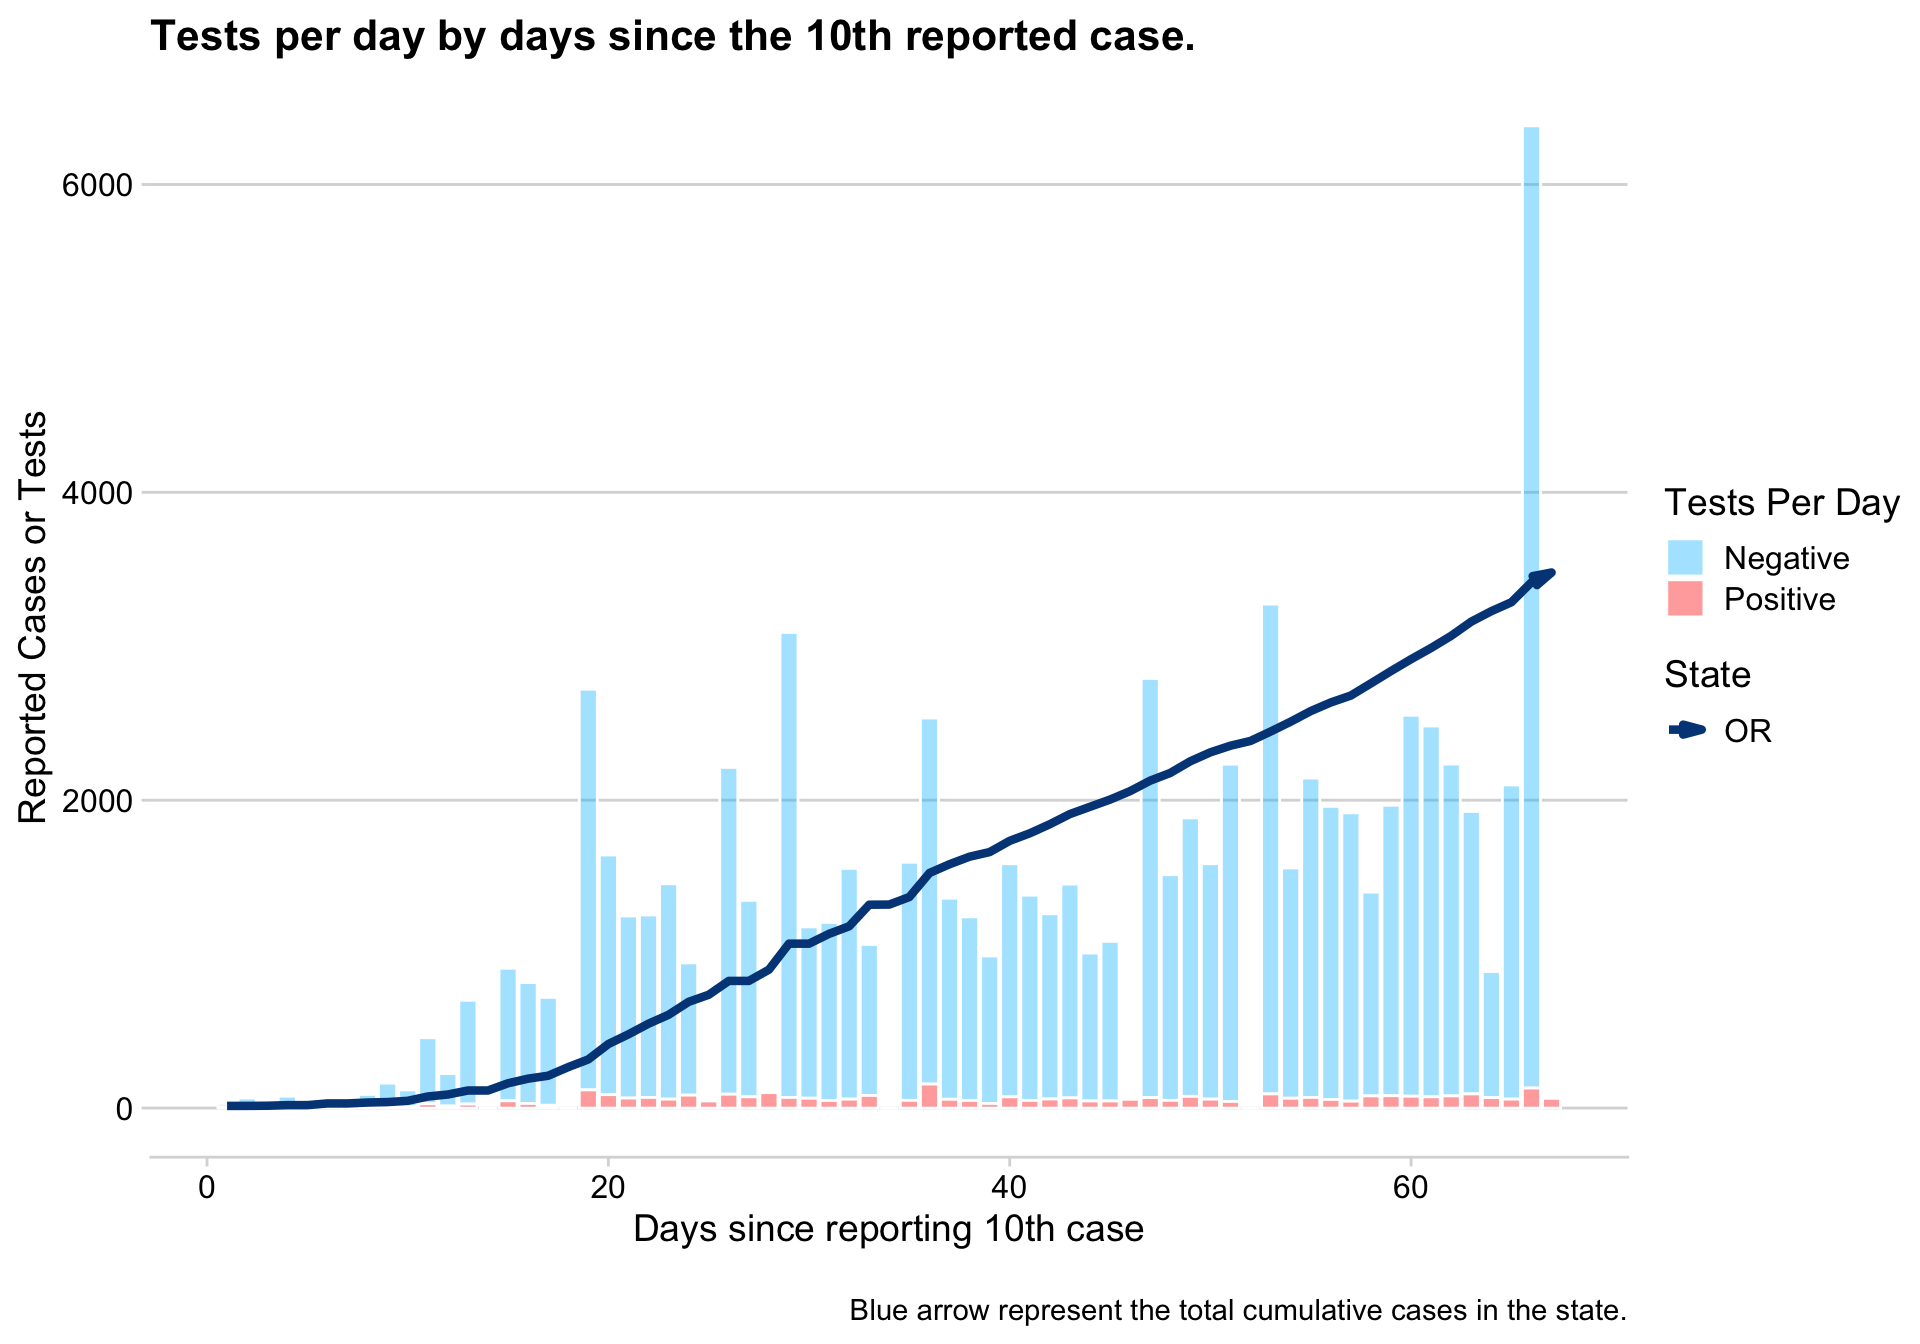 Tests per day by days since the 10th reported case.
Reported Cases or Tests
6000
4000
2000
0
0 20 40 60
Days since reporting 10th case
Tests Per Day
Negative
Positive
State
OR
Blue arrow represent the total cumulative cases in the state.